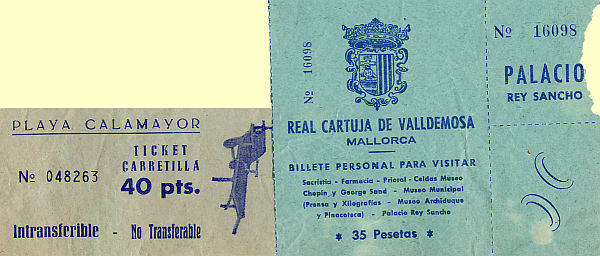 PLAYA CALAMAYOR
TICKET
CARRETILLA
Nº 048263
40 pts.
Intransferible - No Transferable
Nº 16098
REAL CARTUJA DE VALLDEMOSA
MALLORCA
BILLETE PERSONAL PARA VISITAR
Sacristía - Farmacia - Prioral - Celdas Museo
Chopin y George Sand - Museo Municipal
(Prensa y Xilografías - Museo Archiduque
y Pinacoteca) - Palacio Rey Sancho
* 35 Pesetas *
Nº 16098
PALACIO
REY SANCHO